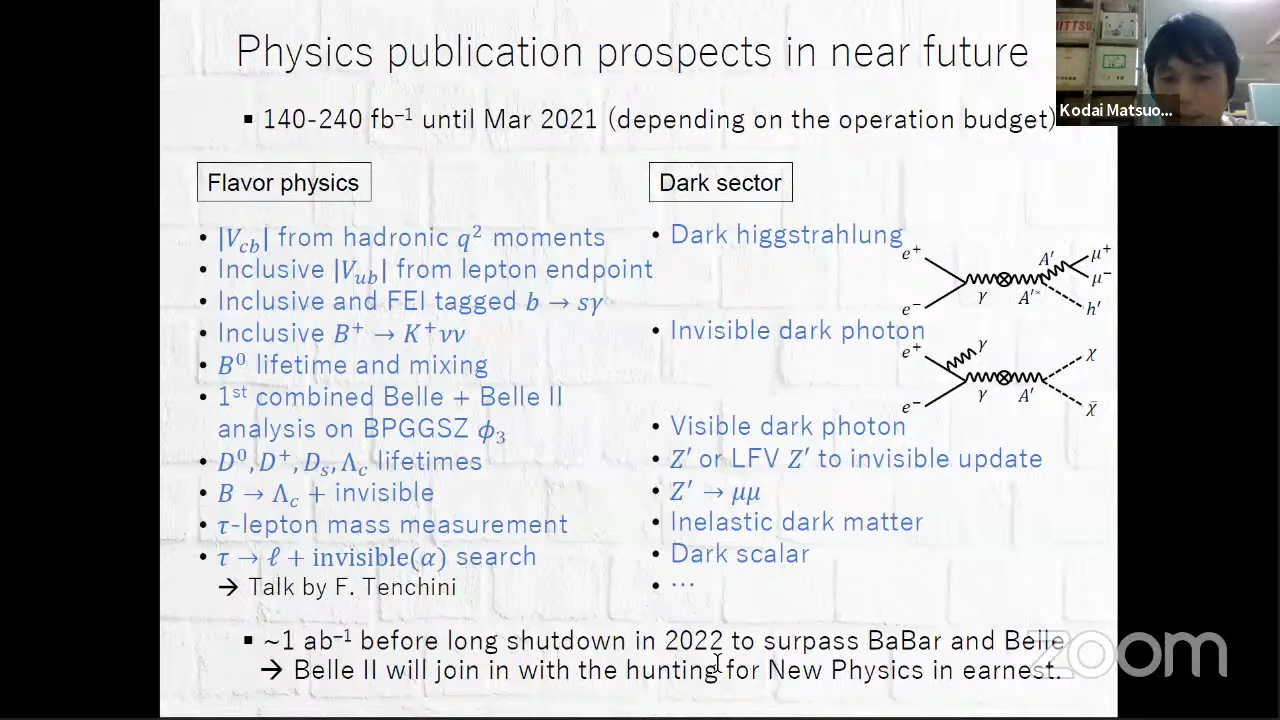 Physics publication prospects in near future
▪ 140-240 fb⁻¹ until Mar 2021 (depending on the operation budget)
Kodai Matsuo...
Flavor physics
• |V_cb| from hadronic q² moments
• Inclusive |V_ub| from lepton endpoint
• Inclusive and FEI tagged b → sγ
• Inclusive B⁺ → K⁺νν
• B⁰ lifetime and mixing
• 1ˢᵗ combined Belle + Belle II
analysis on BPGGSZ ϕ₃
• D⁰, D⁺, D_s, Λ_c lifetimes
• B → Λ_c + invisible
• τ-lepton mass measurement
• τ → ℓ + invisible(α) search
→ Talk by F. Tenchini
Dark sector
• Dark higgstrahlung
e⁺
e⁻
γ
A′*
A′
μ⁺
μ⁻
h′
• Invisible dark photon
e⁺
e⁻
γ
γ
A′
χ
χ̄
• Visible dark photon
• Z′ or LFV Z′ to invisible update
• Z′ → μμ
• Inelastic dark matter
• Dark scalar
• ⋯
▪ ~1 ab⁻¹ before long shutdown in 2022 to surpass BaBar and Belle
→ Belle II will join in with the hunting for New Physics in earnest.
zoom